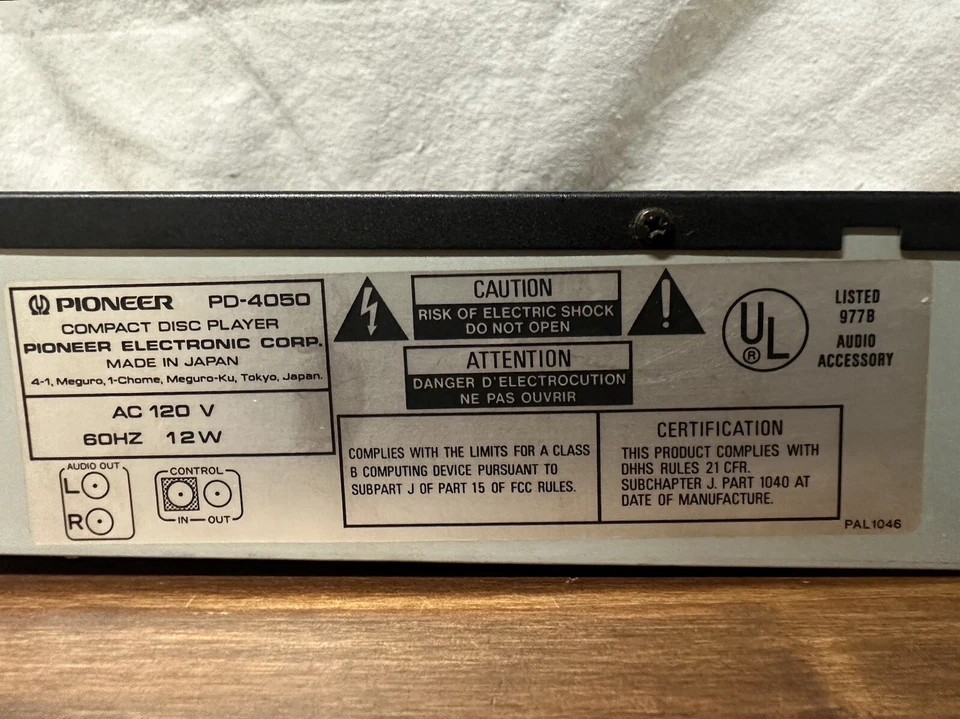 PIONEER PD-4050
COMPACT DISC PLAYER
PIONEER ELECTRONIC CORP.
MADE IN JAPAN
4-1, Meguro, 1-Chome, Meguro-Ku, Tokyo, Japan.
AC 120 V
60HZ 12W
AUDIO OUT
L
R
CONTROL
IN OUT
CAUTION
RISK OF ELECTRIC SHOCK
DO NOT OPEN
ATTENTION
DANGER D'ELECTROCUTION
NE PAS OUVRIR
UL
®
LISTED
977B
AUDIO
ACCESSORY
COMPLIES WITH THE LIMITS FOR A CLASS
B COMPUTING DEVICE PURSUANT TO
SUBPART J OF PART 15 OF FCC RULES.
CERTIFICATION
THIS PRODUCT COMPLIES WITH
DHHS RULES 21 CFR.
SUBCHAPTER J. PART 1040 AT
DATE OF MANUFACTURE.
PAL1046